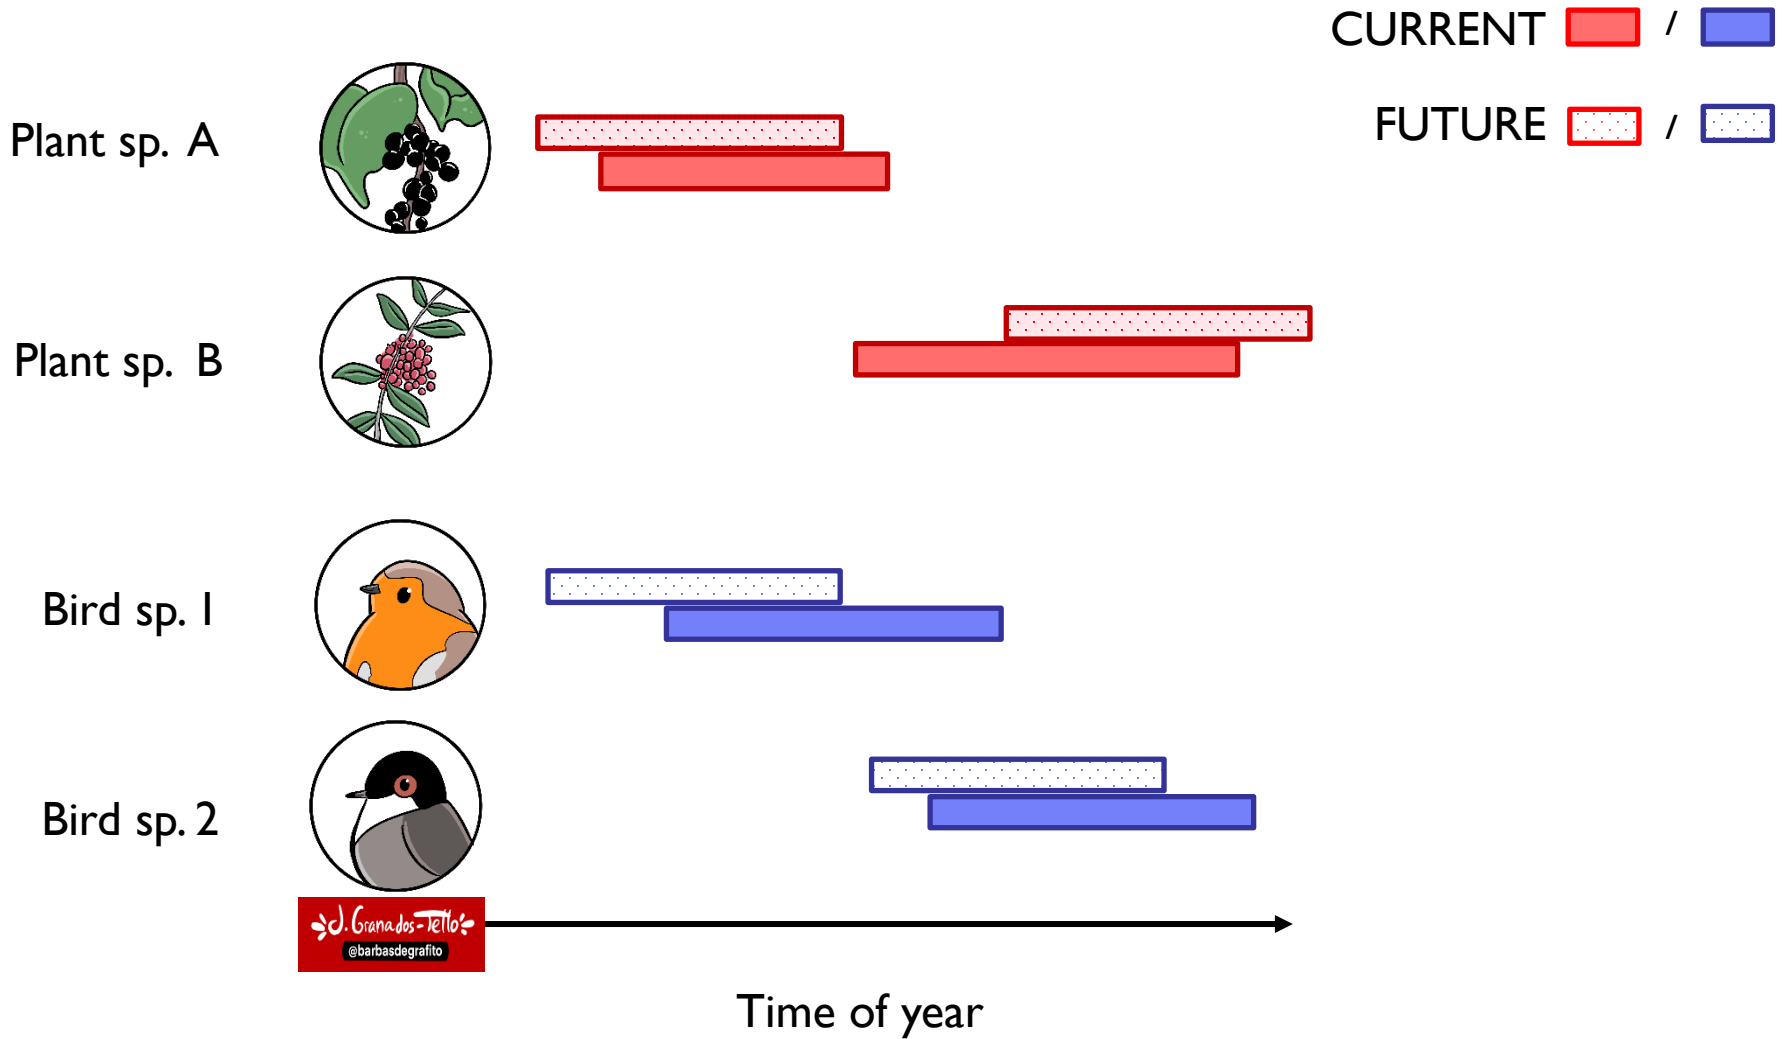 CURRENT /
FUTURE /
Plant sp. A
Plant sp. B
Bird sp. 1
Bird sp. 2
J. Granados-Tello
@barbasdegrafito
Time of year